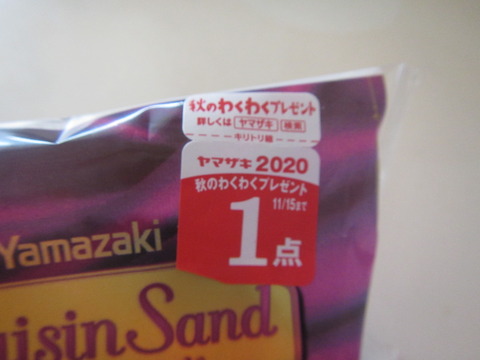 秋のわくわくプレゼント
詳しくは ヤマザキ 検索
キリトリ線
ヤマザキ 2020
秋のわくわくプレゼント
11/15まで
1点
Yamazaki
Sand